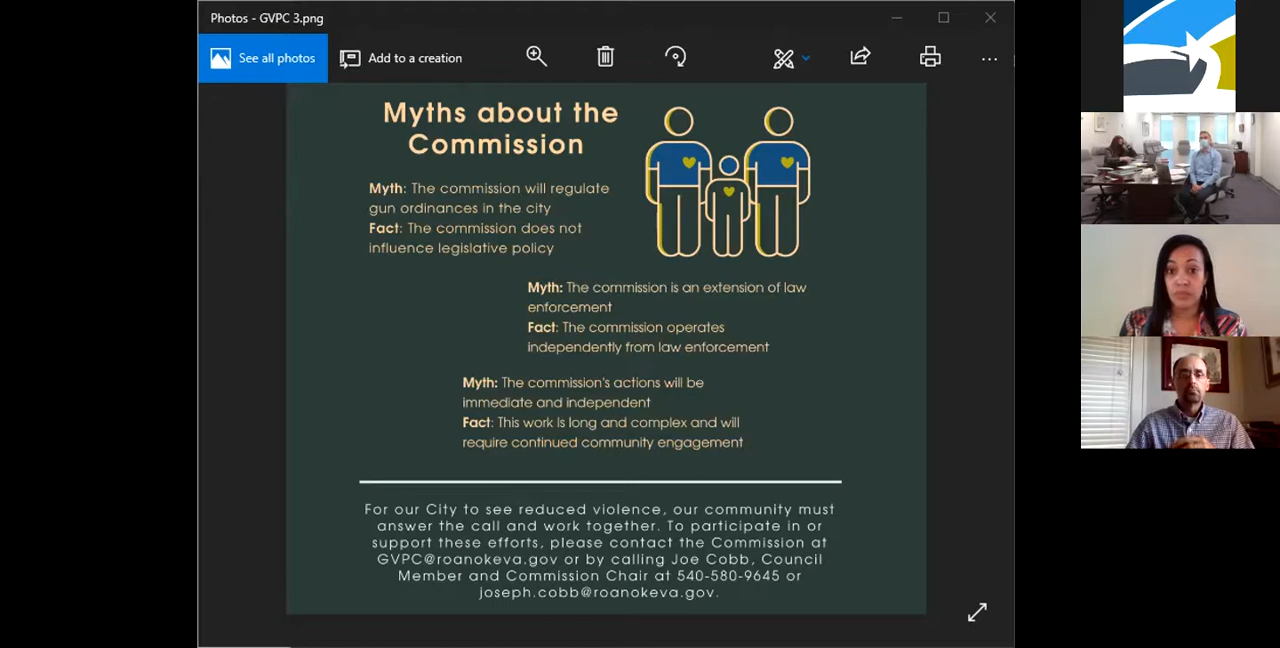 Photos - GVPC 3.png
See all photos
Add to a creation
Myths about the
Commission
Myth: The commission will regulate
gun ordinances in the city
Fact: The commission does not
influence legislative policy
Myth: The commission is an extension of law
enforcement
Fact: The commission operates
independently from law enforcement
Myth: The commission's actions will be
immediate and independent
Fact: This work is long and complex and will
require continued community engagement
For our City to see reduced violence, our community must
answer the call and work together. To participate in or
support these efforts, please contact the Commission at
GVPC@roanokeva.gov or by calling Joe Cobb, Council
Member and Commission Chair at 540-580-9645 or
joseph.cobb@roanokeva.gov.